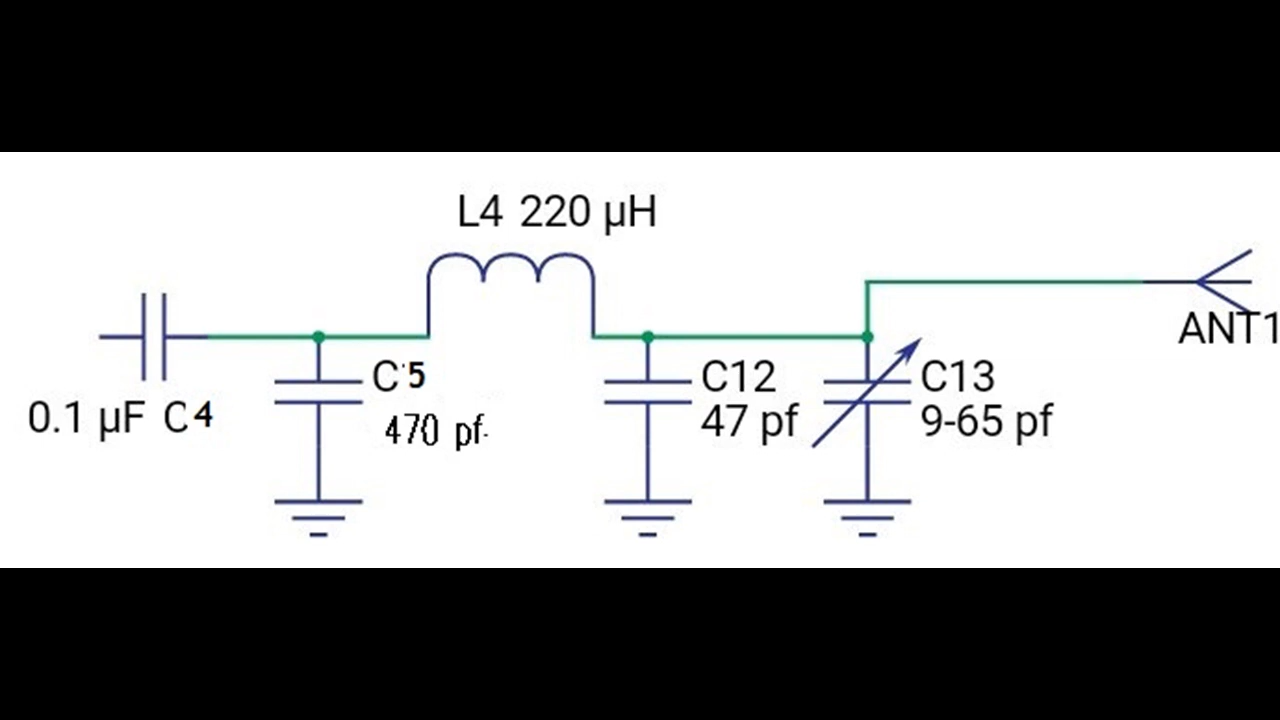 L4 220 µH
0.1 µF C4
C5
470 pf
C12
47 pf
C13
9-65 pf
ANT1